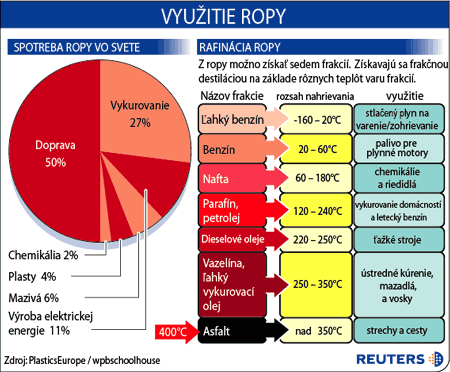 VYUŽITIE ROPY
SPOTREBA ROPY VO SVETE
Vykurovanie
27%
Doprava
50%
Chemikália 2%
Plasty 4%
Mazivá 6%
Výroba elektrickej
energie 11%
RAFINÁCIA ROPY
Z ropy možno získať sedem frakcií. Získavajú sa frakčnou
destiláciou na základe rôznych teplôt varu frakcií.
Názov frakcie rozsah nahrievania využitie
Ľahký benzín -160 – 20°C stlačený plyn na
varenie/zohrievanie
Benzín 20 – 60°C palivo pre
plynné motory
Nafta 60 – 180°C chemikálie
a riedidlá
Parafín,
petrolej 120 – 240°C vykurovanie domácností
a letecký benzín
Dieselové oleje 220 – 250°C ťažké stroje
Vazelína,
ľahký
vykurovací
olej 250 – 350°C ústredné kúrenie,
mazadlá,
a vosky
400°C Asfalt nad 350°C strechy a cesty
Zdroj: PlasticsEurope / wpbschoolhouse
REUTERS